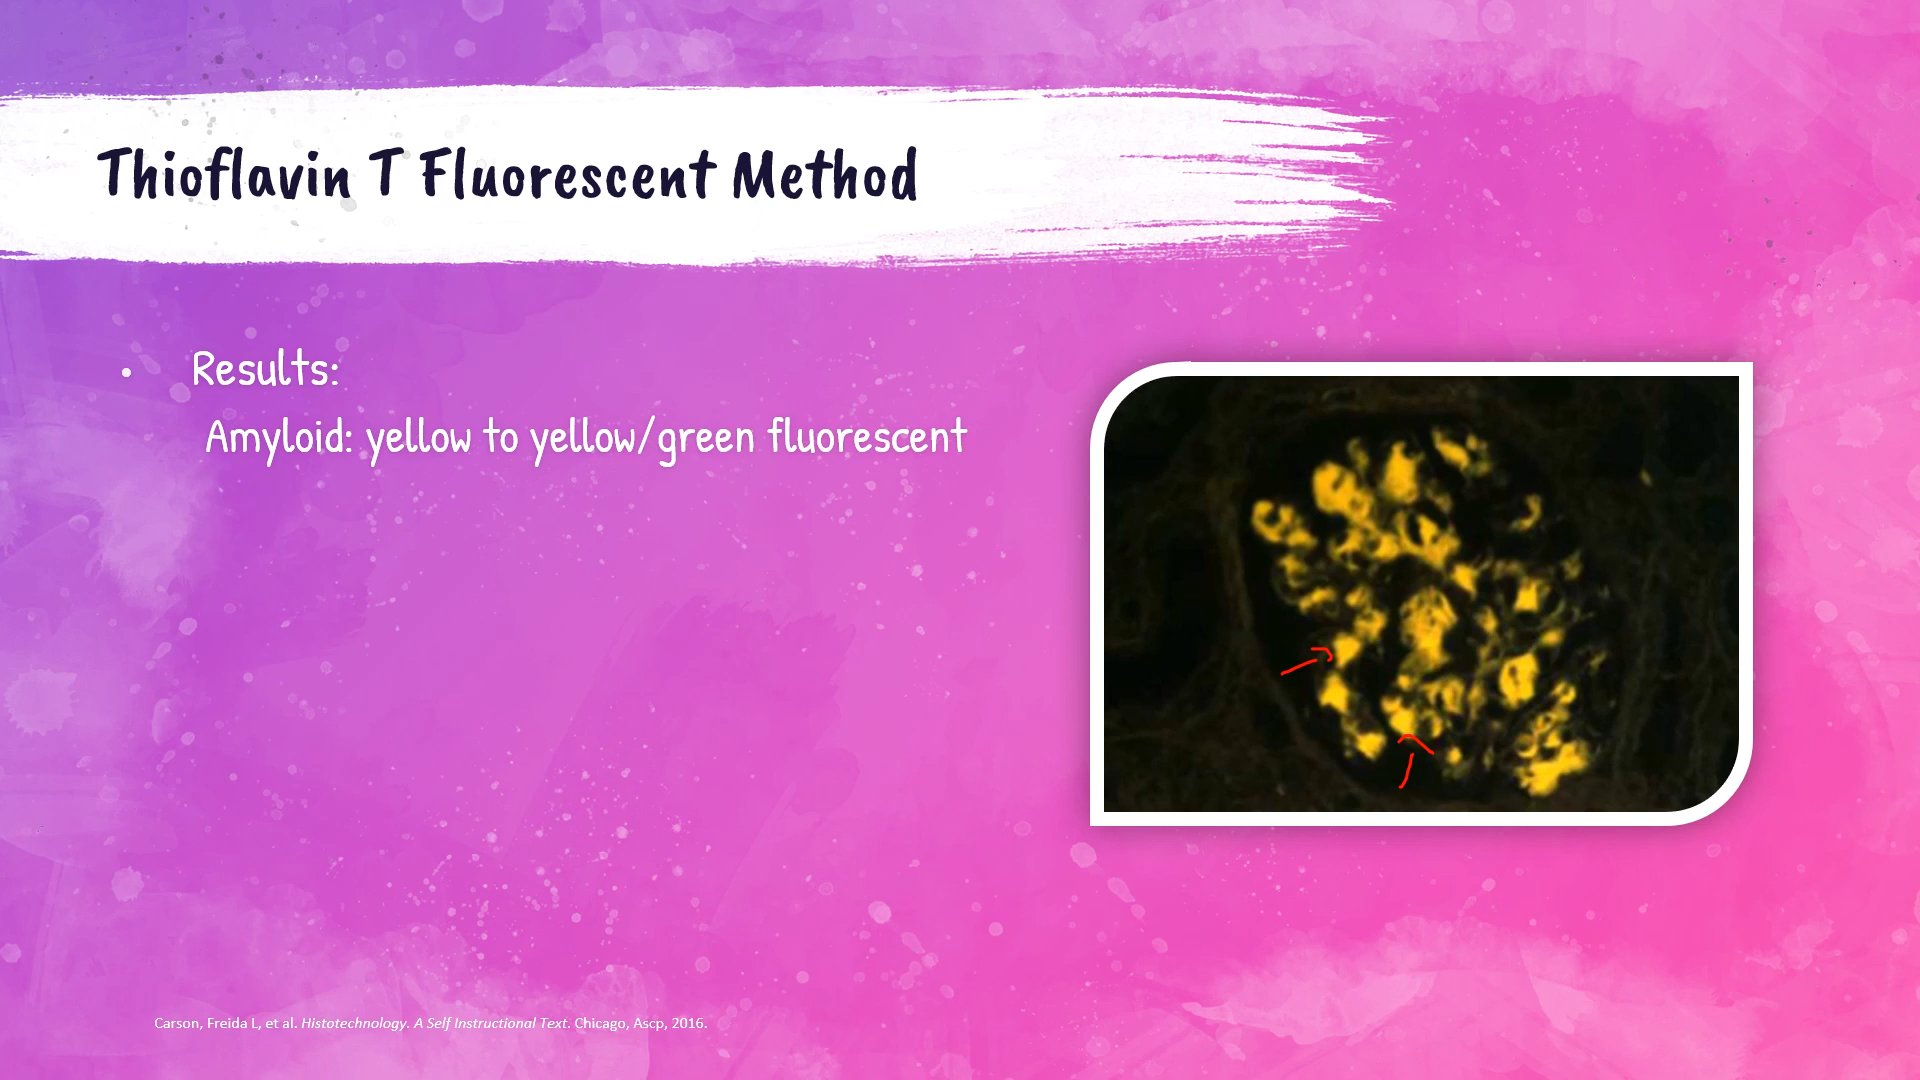 Thioflavin T Fluorescent Method
• Results:
Amyloid: yellow to yellow/green fluorescent
Carson, Freida L, et al. Histotechnology. A Self Instructional Text. Chicago, Ascp, 2016.